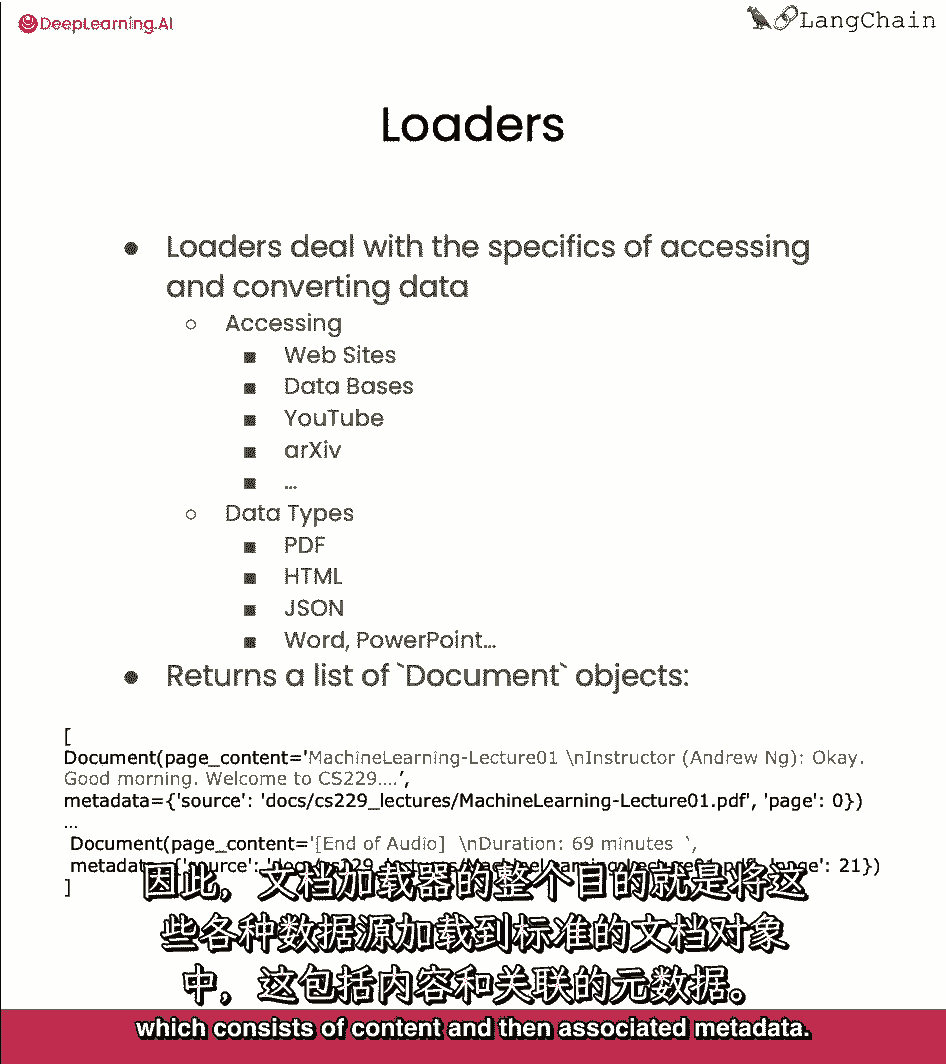 DeepLearning.AI
LangChain
Loaders
● Loaders deal with the specifics of accessing
and converting data
○ Accessing
■ Web Sites
■ Data Bases
■ YouTube
■ arXiv
■ …
○ Data Types
■ PDF
■ HTML
■ JSON
■ Word, PowerPoint…
● Returns a list of `Document` objects:
[
Document(page_content='MachineLearning-Lecture01 \nInstructor (Andrew Ng): Okay.
Good morning. Welcome to CS229....',
metadata={'source': 'docs/cs229_lectures/MachineLearning-Lecture01.pdf', 'page': 0})
...
Document(page_content='[End of Audio] \nDuration: 69 minutes ‘,
metadata={'source': 'docs/cs229_lectures/MachineLearning-Lecture01.pdf', 'page': 21})
]
因此，文档加载器的整个目的就是将这
些各种数据源加载到标准的文档对象
中，这包括内容和关联的元数据。
which consists of content and then associated metadata.